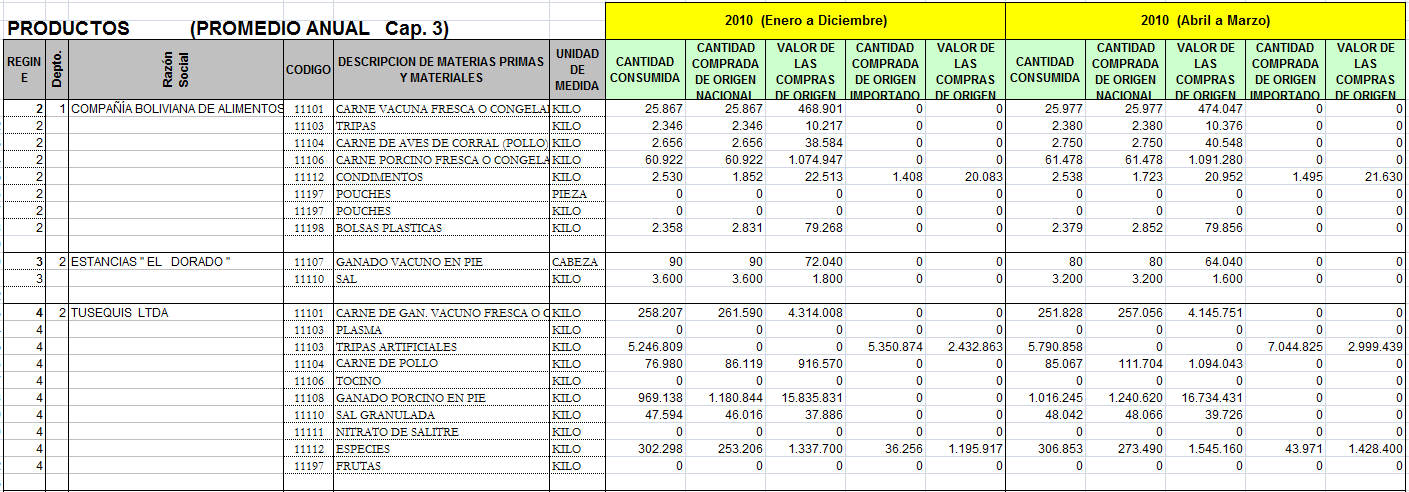 2010 (Enero a Diciembre) 2010 (Abril a Marzo)
PRODUCTOS (PROMEDIO ANUAL Cap. 3)
REGINE Depto. Razón Social CODIGO DESCRIPCION DE MATERIAS PRIMAS Y MATERIALES UNIDAD DE MEDIDA CANTIDAD CONSUMIDA CANTIDAD COMPRADA DE ORIGEN NACIONAL VALOR DE LAS COMPRAS DE ORIGEN CANTIDAD COMPRADA DE ORIGEN IMPORTADO VALOR DE LAS COMPRAS DE ORIGEN CANTIDAD CONSUMIDA CANTIDAD COMPRADA DE ORIGEN NACIONAL VALOR DE LAS COMPRAS DE ORIGEN CANTIDAD COMPRADA DE ORIGEN IMPORTADO VALOR DE LAS COMPRAS DE ORIGEN
2 1 COMPAÑÍA BOLIVIANA DE ALIMENTOS 11101 CARNE VACUNA FRESCA O CONGELA KILO 25.867 25.867 468.901 0 0 25.977 25.977 474.047 0 0
2 11103 TRIPAS KILO 2.346 2.346 10.217 0 0 2.380 2.380 10.376 0 0
2 11104 CARNE DE AVES DE CORRAL (POLLO) KILO 2.656 2.656 38.584 0 0 2.750 2.750 40.548 0 0
2 11106 CARNE PORCINO FRESCA O CONGELA KILO 60.922 60.922 1.074.947 0 0 61.478 61.478 1.091.280 0 0
2 11112 CONDIMENTOS KILO 2.530 1.852 22.513 1.408 20.083 2.538 1.723 20.952 1.495 21.630
2 11197 POUCHES PIEZA 0 0 0 0 0 0 0 0 0 0
2 11197 POUCHES KILO 0 0 0 0 0 0 0 0 0 0
2 11198 BOLSAS PLASTICAS KILO 2.358 2.831 79.268 0 0 2.379 2.852 79.856 0 0
3 2 ESTANCIAS " EL DORADO " 11107 GANADO VACUNO EN PIE CABEZA 90 90 72.040 0 0 80 80 64.040 0 0
3 11110 SAL KILO 3.600 3.600 1.800 0 0 3.200 3.200 1.600 0 0
4 2 TUSEQUIS LTDA 11101 CARNE DE GAN. VACUNO FRESCO O C KILO 258.207 261.590 4.314.008 0 0 251.828 257.056 4.145.751 0 0
4 11103 PLASMA KILO 0 0 0 0 0 0 0 0 0 0
4 11103 TRIPAS ARTIFICIALES KILO 5.246.809 0 0 5.350.874 2.432.863 5.790.858 0 0 7.044.825 2.999.439
4 11104 CARNE DE POLLO KILO 76.980 86.119 916.570 0 0 85.067 111.704 1.094.043 0 0
4 11106 TOCINO KILO 0 0 0 0 0 0 0 0 0 0
4 11108 GANADO PORCINO EN PIE KILO 969.138 1.180.844 15.835.831 0 0 1.016.245 1.240.620 16.734.431 0 0
4 11110 SAL GRANULADA KILO 47.594 46.016 37.886 0 0 48.042 48.066 39.726 0 0
4 11111 NITRATO DE SALITRE KILO 0 0 0 0 0 0 0 0 0 0
4 11112 ESPECIES KILO 302.298 253.206 1.337.700 36.256 1.195.917 306.853 273.490 1.545.160 43.971 1.428.400
4 11197 FRUTAS KILO 0 0 0 0 0 0 0 0 0 0